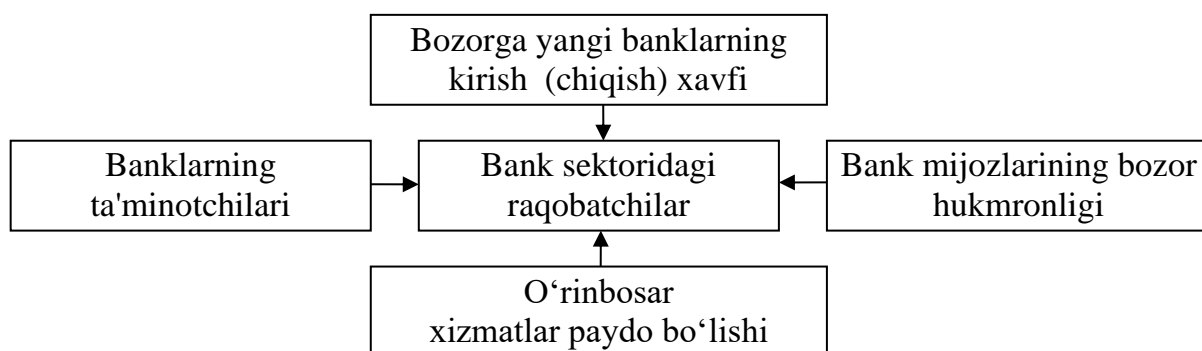 Bozorga yangi banklarning
kirish (chiqish) xavfi
Banklarning
ta'minotchilari
Bank sektoridagi
raqobatchilar
Bank mijozlarining bozor
hukmronligi
O‘rinbosar
xizmatlar paydo bo‘lishi